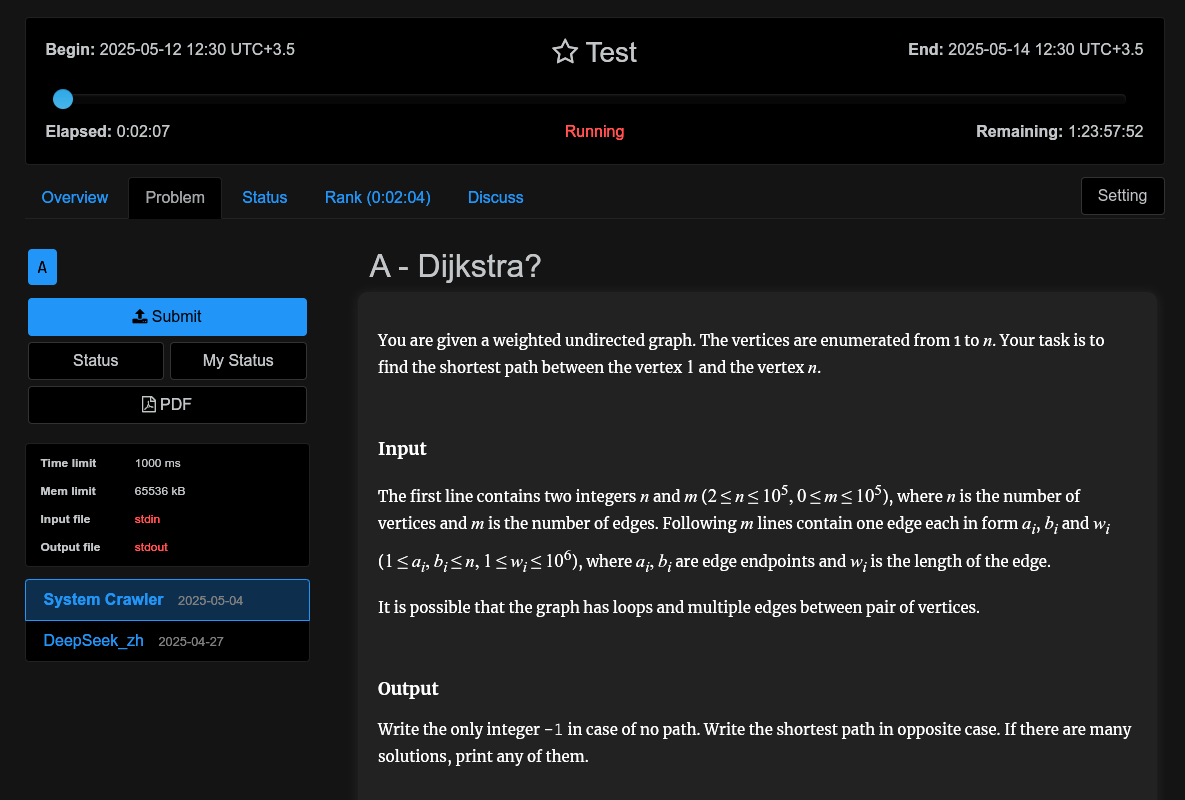 Begin: 2025-05-12 12:30 UTC+3.5
Test
End: 2025-05-14 12:30 UTC+3.5
Elapsed: 0:02:07
Running
Remaining: 1:23:57:52
Overview
Problem
Status
Rank (0:02:04)
Discuss
Setting
A
Submit
Status
My Status
PDF
Time limit 1000 ms
Mem limit 65536 kB
Input file stdin
Output file stdout
System Crawler 2025-05-04
DeepSeek_zh 2025-04-27
A - Dijkstra?
You are given a weighted undirected graph. The vertices are enumerated from 1 to n. Your task is to
find the shortest path between the vertex 1 and the vertex n.
Input
The first line contains two integers n and m (2 ≤ n ≤ 10^5, 0 ≤ m ≤ 10^5), where n is the number of
vertices and m is the number of edges. Following m lines contain one edge each in form a_i, b_i and w_i
(1 ≤ a_i, b_i ≤ n, 1 ≤ w_i ≤ 10^6), where a_i, b_i are edge endpoints and w_i is the length of the edge.
It is possible that the graph has loops and multiple edges between pair of vertices.
Output
Write the only integer -1 in case of no path. Write the shortest path in opposite case. If there are many
solutions, print any of them.